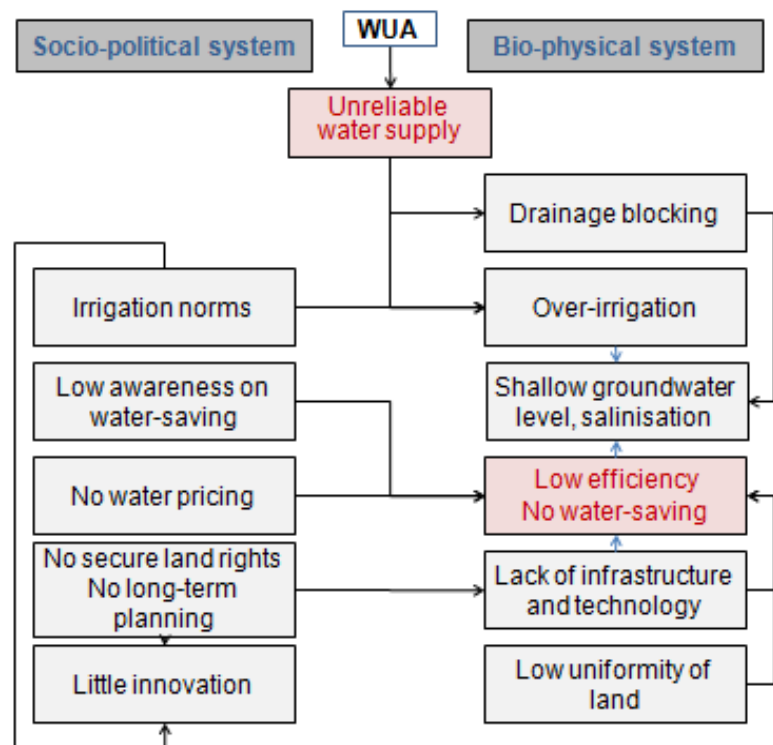 Socio-political system
WUA
Bio-physical system
Unreliable
water supply
Drainage blocking
Irrigation norms
Over-irrigation
Low awareness on
water-saving
Shallow groundwater
level, salinisation
No water pricing
Low efficiency
No water-saving
No secure land rights
No long-term
planning
Lack of infrastructure
and technology
Little innovation
Low uniformity of
land